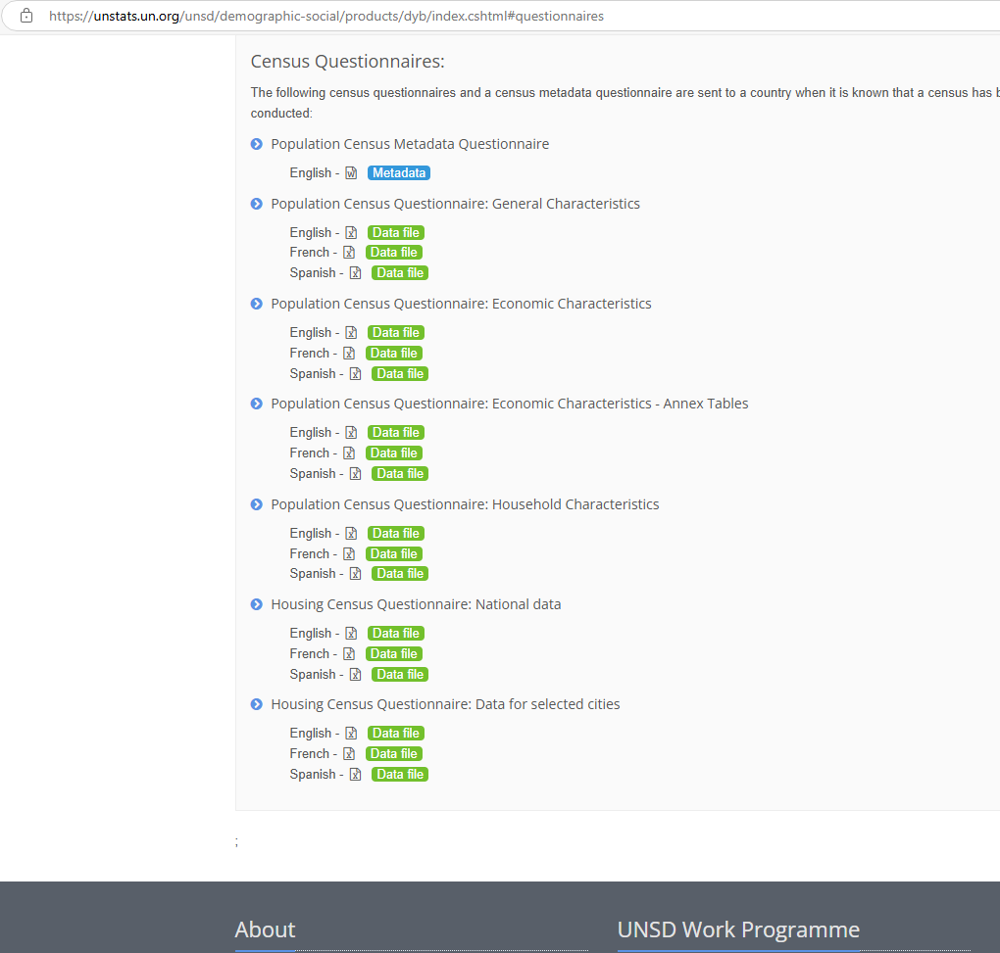 https://unstats.un.org/unsd/demographic-social/products/dyb/index.cshtml#questionnaires
Census Questionnaires:
The following census questionnaires and a census metadata questionnaire are sent to a country when it is known that a census has
conducted:
Population Census Metadata Questionnaire
English - Metadata
Population Census Questionnaire: General Characteristics
English - Data file
French - Data file
Spanish - Data file
Population Census Questionnaire: Economic Characteristics
English - Data file
French - Data file
Spanish - Data file
Population Census Questionnaire: Economic Characteristics - Annex Tables
English - Data file
French - Data file
Spanish - Data file
Population Census Questionnaire: Household Characteristics
English - Data file
French - Data file
Spanish - Data file
Housing Census Questionnaire: National data
English - Data file
French - Data file
Spanish - Data file
Housing Census Questionnaire: Data for selected cities
English - Data file
French - Data file
Spanish - Data file
;
About
UNSD Work Programme